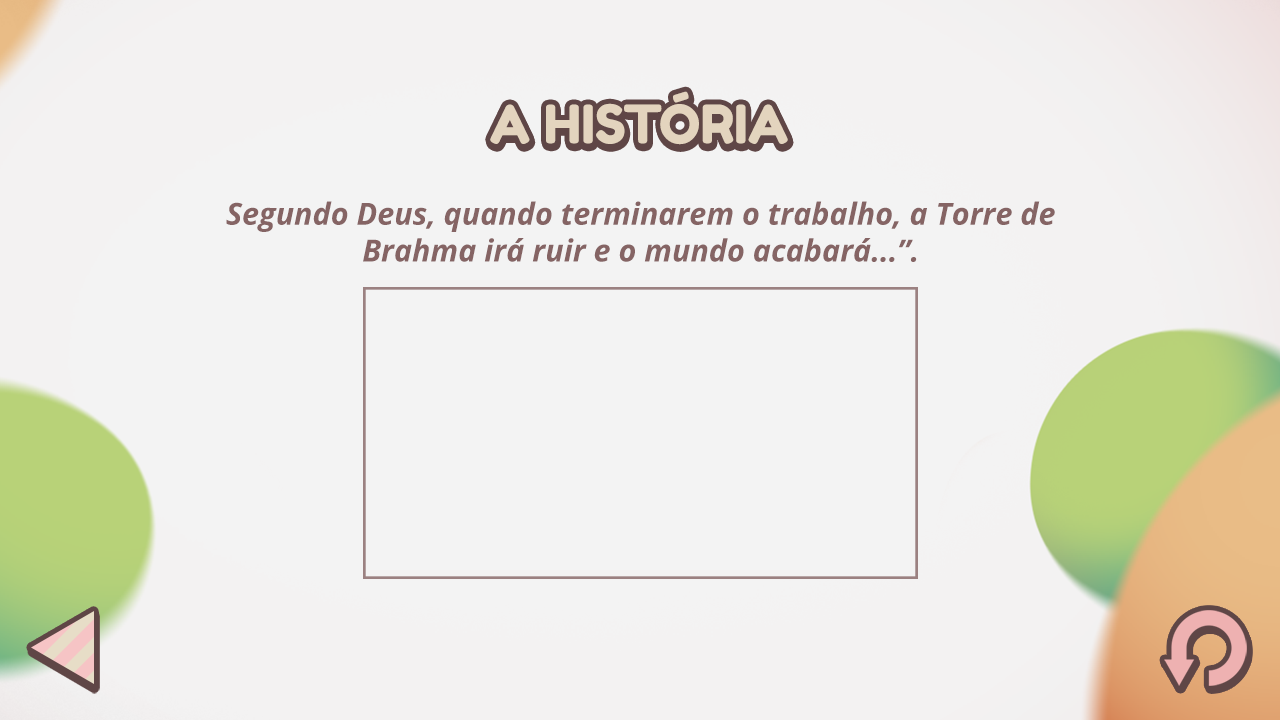 A HISTÓRIA
Segundo Deus, quando terminarem o trabalho, a Torre de
Brahma irá ruir e o mundo acabará...”.